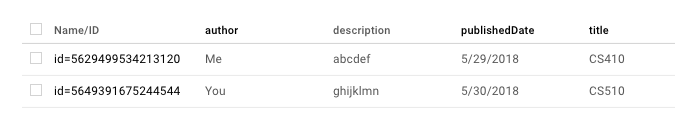 Name/ID author description publishedDate title
id=5629499534213120 Me abcdef 5/29/2018 CS410
id=5649391675244544 You ghijklmn 5/30/2018 CS510